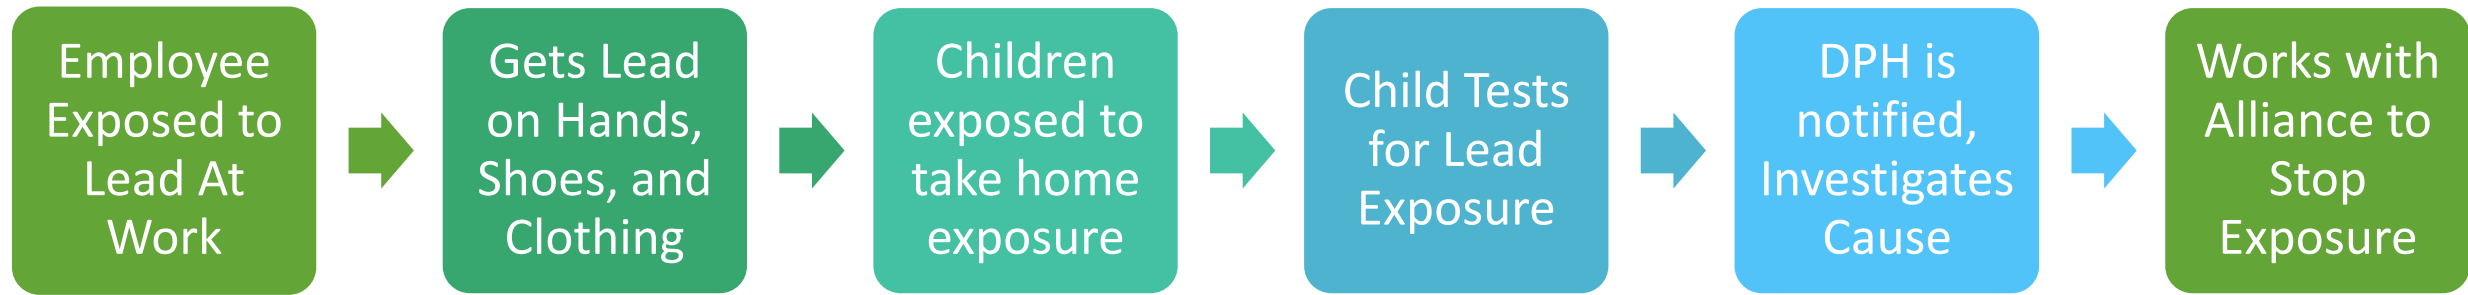 Employee
Exposed to
Lead At
Work
Gets Lead
on Hands,
Shoes, and
Clothing
Children
exposed to
take home
exposure
Child Tests
for Lead
Exposure
DPH is
notified,
Investigates
Cause
Works with
Alliance to
Stop
Exposure